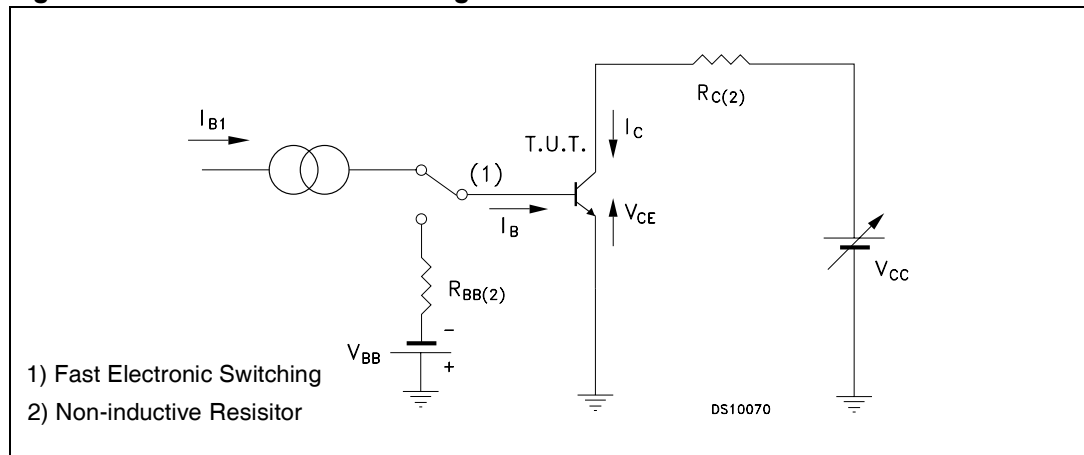 I_B1
R_C(2)
I_C
T.U.T.
(1)
I_B
V_CE
V_CC
R_BB(2)
-
V_BB
+
1) Fast Electronic Switching
2) Non-inductive Resisitor
DS10070